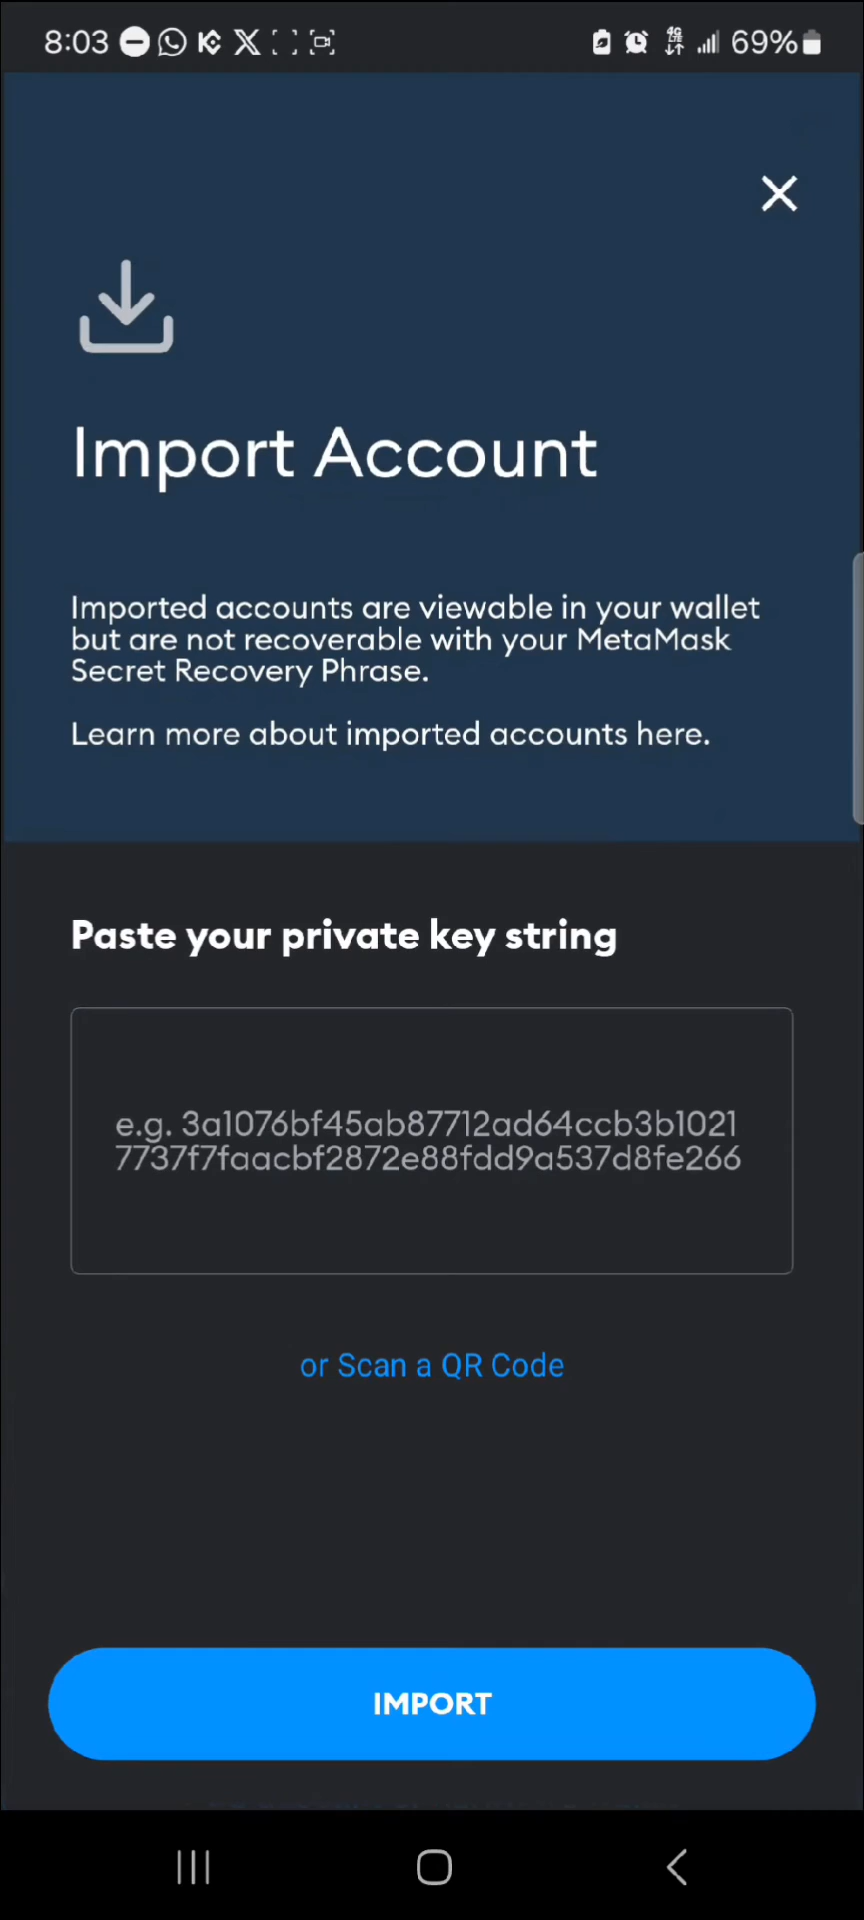 8:03
4G
LTE
69%
Import Account
Imported accounts are viewable in your wallet
but are not recoverable with your MetaMask
Secret Recovery Phrase.
Learn more about imported accounts here.
Paste your private key string
e.g. 3a1076bf45ab87712ad64ccb3b1021
7737f7faacbf2872e88fdd9a537d8fe266
or Scan a QR Code
IMPORT